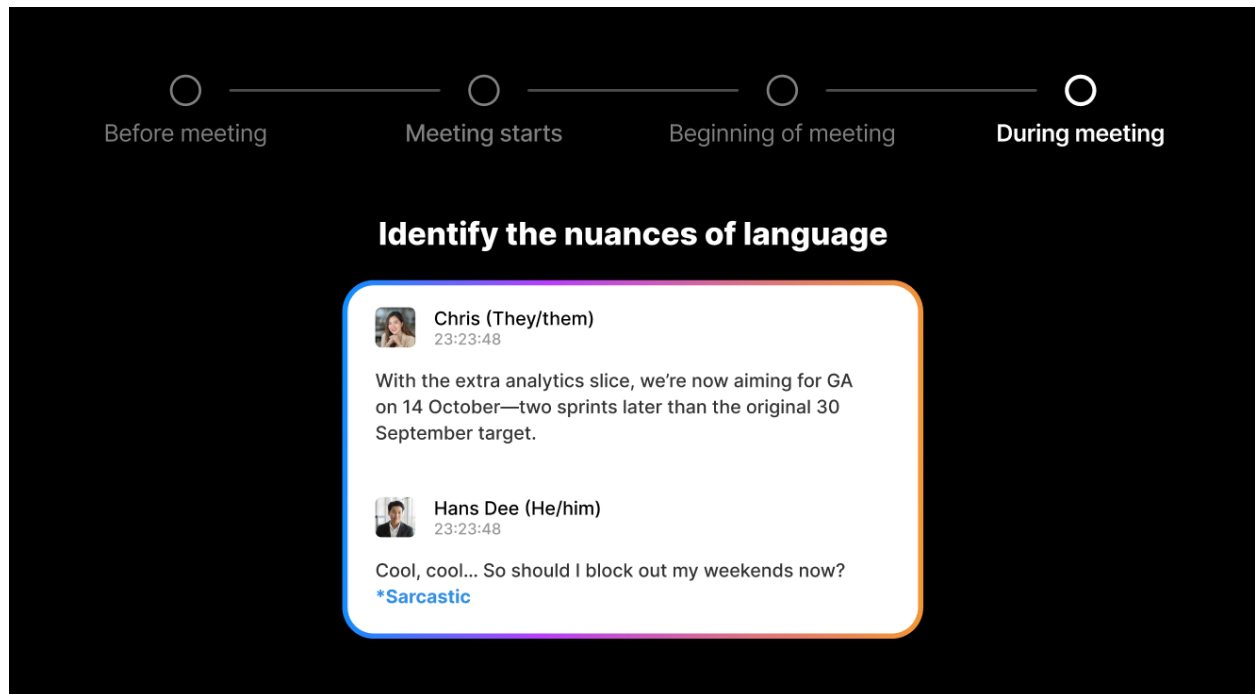 Before meeting
Meeting starts
Beginning of meeting
During meeting
Identify the nuances of language
Chris (They/them)
23:23:48
With the extra analytics slice, we’re now aiming for GA
on 14 October—two sprints later than the original 30
September target.
Hans Dee (He/him)
23:23:48
Cool, cool... So should I block out my weekends now?
*Sarcastic